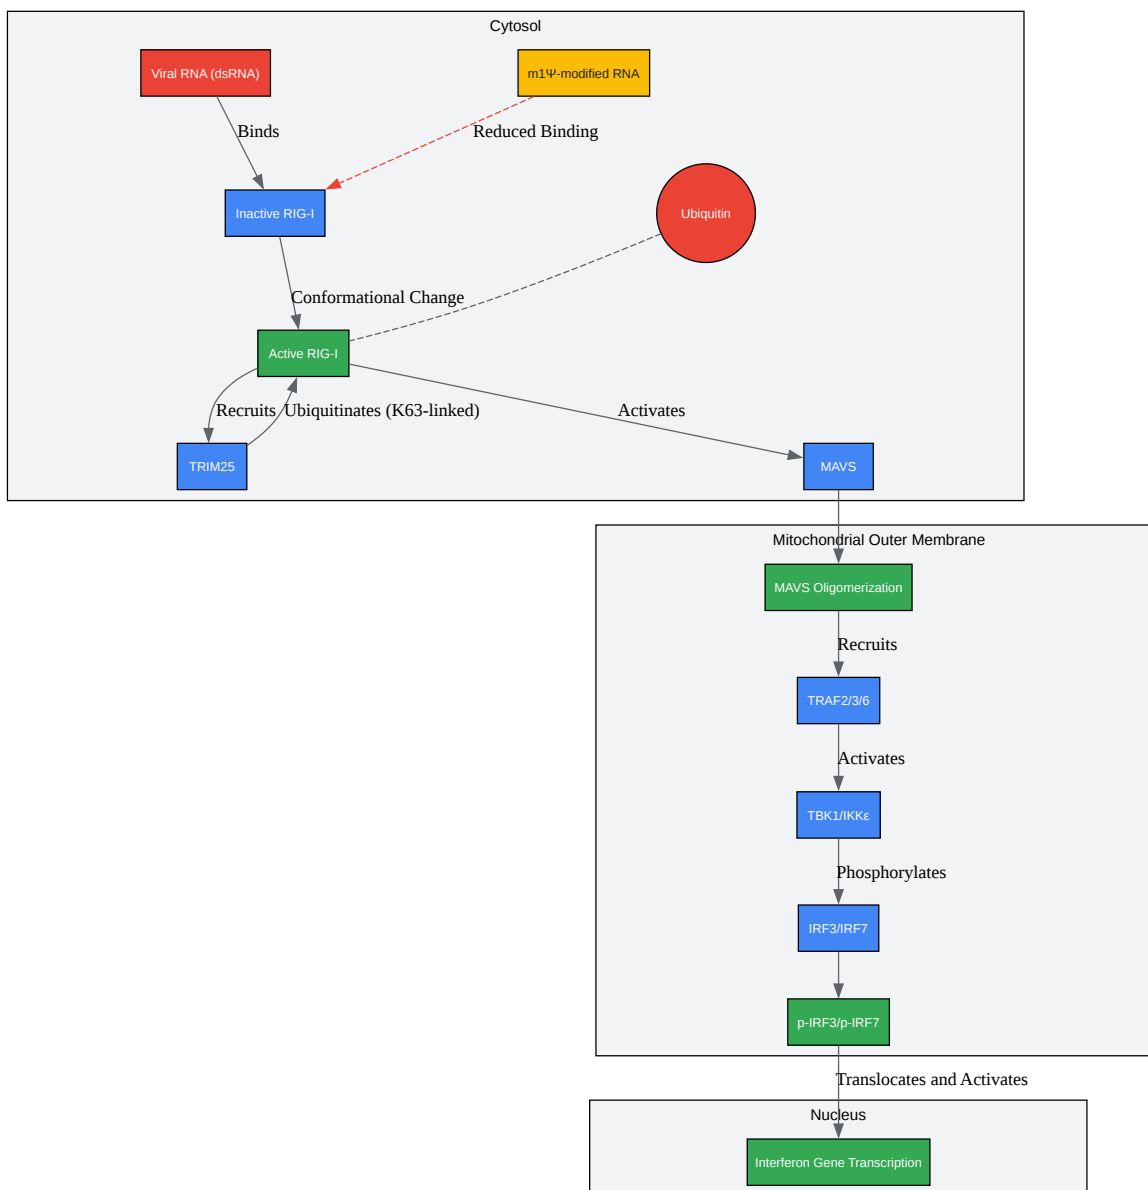 Cytosol
Viral RNA (dsRNA)
m1Ψ-modified RNA
Binds
Reduced Binding
Inactive RIG-I
Ubiquitin
Conformational Change
Active RIG-I
Recruits
Ubiquitinates (K63-linked)
Activates
TRIM25
MAVS
Mitochondrial Outer Membrane
MAVS Oligomerization
Recruits
TRAF2/3/6
Activates
TBK1/IKKε
Phosphorylates
IRF3/IRF7
p-IRF3/p-IRF7
Translocates and Activates
Nucleus
Interferon Gene Transcription